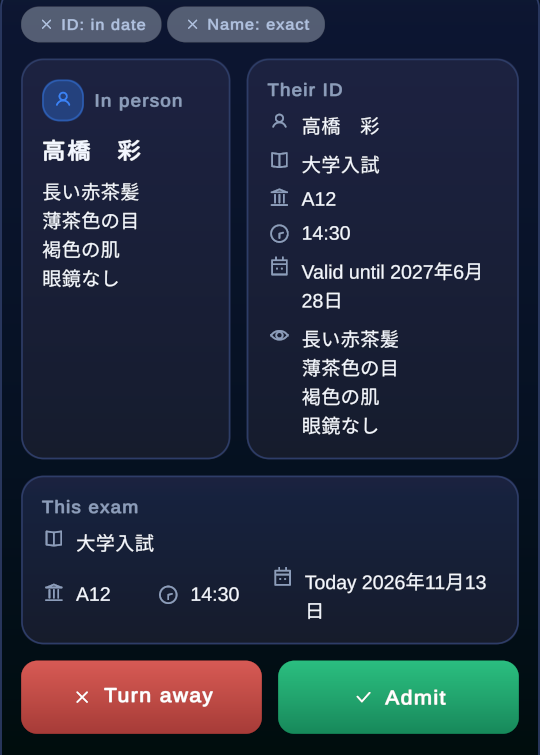 ID: in date
Name: exact
In person
高橋　彩
長い赤茶髪
薄茶色の目
褐色の肌
眼鏡なし
Their ID
高橋　彩
大学入試
A12
14:30
Valid until 2027年6月
28日
長い赤茶髪
薄茶色の目
褐色の肌
眼鏡なし
This exam
大学入試
A12
14:30
Today 2026年11月13
日
Turn away
Admit